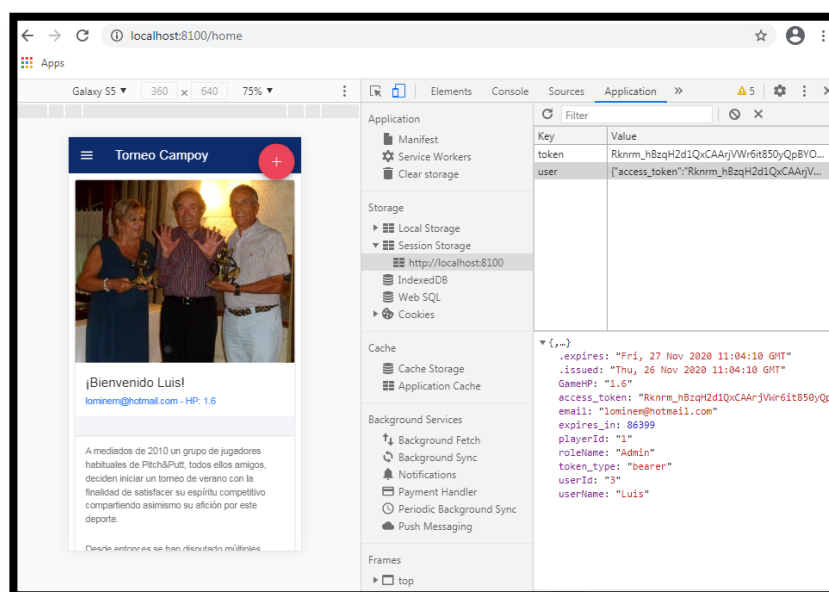 localhost:8100/home
Apps
Galaxy S5 ▼ 360 x 640 75% ▼
Elements Console Sources Application » 5
Torneo Campoy
+
¡Bienvenido Luis!
lominem@hotmail.com - HP: 1.6
A mediados de 2010 un grupo de jugadores
habituales de Pitch&Putt, todos ellos amigos,
deciden iniciar un torneo de verano con la
finalidad de satisfacer su espíritu competitivo
compartiendo asimismo su afición por este
deporte.
Desde entonces se han disputado múltiples
Application
Manifest
Service Workers
Clear storage
Storage
Local Storage
Session Storage
http://localhost:8100
IndexedDB
Web SQL
Cookies
Cache
Cache Storage
Application Cache
Background Services
Background Fetch
Background Sync
Notifications
Payment Handler
Periodic Background Sync
Push Messaging
Frames
top
Filter
Key Value
token Rknrm_hBzqH2d1QxCAArjVWr6it850yQpBYO...
user {"access_token":"Rknrm_hBzqH2d1QxCAArjV...
{,…}
.expires: "Fri, 27 Nov 2020 11:04:10 GMT"
.issued: "Thu, 26 Nov 2020 11:04:10 GMT"
GameHP: "1.6"
access_token: "Rknrm_hBzqH2d1QxCAArjVWr6it850yQp
email: "lominem@hotmail.com"
expires_in: 86399
playerId: "1"
roleName: "Admin"
token_type: "bearer"
userId: "3"
userName: "Luis"